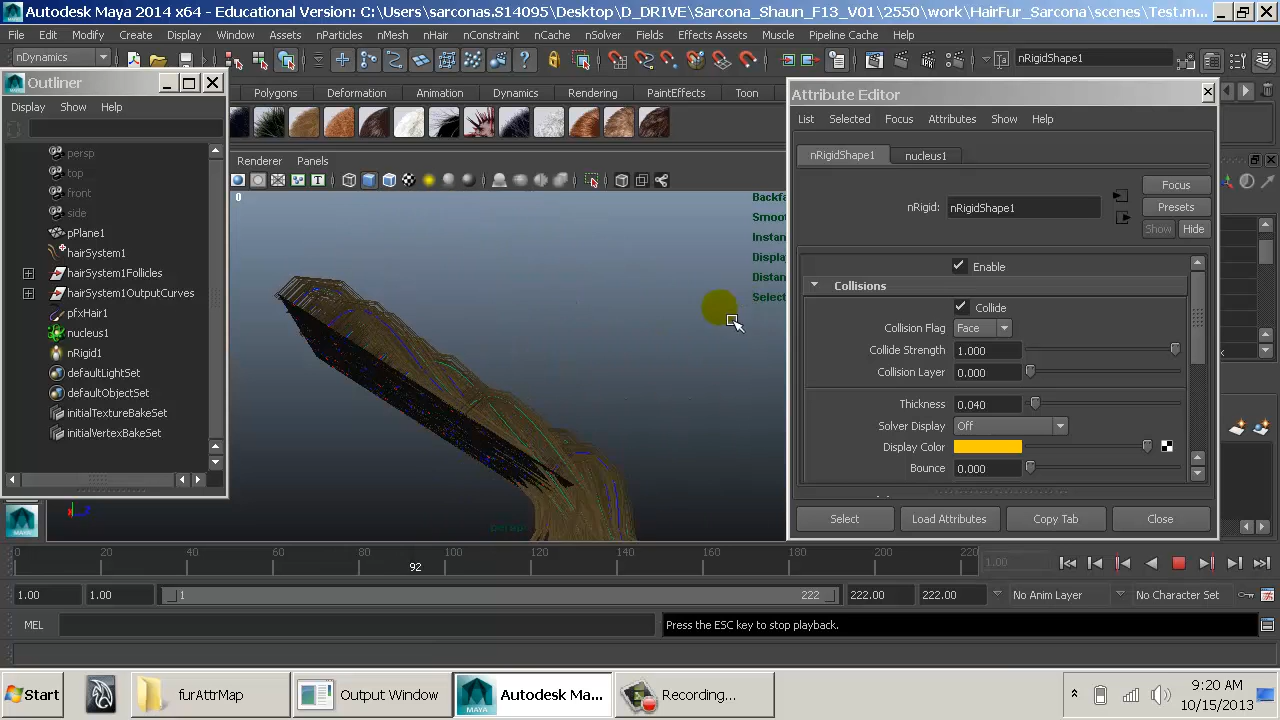 Autodesk Maya 2014 x64 - Educational Version: C:\Users\sarconas.S14095\Desktop\D_DRIVE\Sarcona_Shaun_F13_V01\2550\work\HairFur_Sarcona\scenes\Test.m...
File Edit Modify Create Display Window Assets nParticles nMesh nHair nConstraint nCache nSolver Fields Effects Assets Muscle Pipeline Cache
nDynamics
nRigidShape1
Outliner
Display Show Help
persp
top
front
side
pPlane1
hairSystem1
hairSystem1Follicles
hairSystem1OutputCurves
pfxHair1
nucleus1
nRigid1
defaultLightSet
defaultObjectSet
initialTextureBakeSet
initialVertexBakeSet
Polygons Deformation Animation Dynamics Rendering PaintEffects Toon
Renderer Panels
0
Backfa
Smoo
Instan
Displa
Distan
Select
Attribute Editor
List Selected Focus Attributes Show Help
nRigidShape1 nucleus1
Focus
nRigid: nRigidShape1
Presets
Show Hide
Enable
Collisions
Collide
Collision Flag Face
Collide Strength 1.000
Collision Layer 0.000
Thickness 0.040
Solver Display Off
Display Color
Bounce 0.000
Select Load Attributes Copy Tab Close
0 20 40 60 80 92 100 120 140 160 180 200 220
1.00
1.00 1.00 1 222 222.00 222.00 No Anim Layer No Character Set
MEL
Press the ESC key to stop playback.
Start furAttrMap Output Window Autodesk Ma... Recording...
9:20 AM
10/15/2013